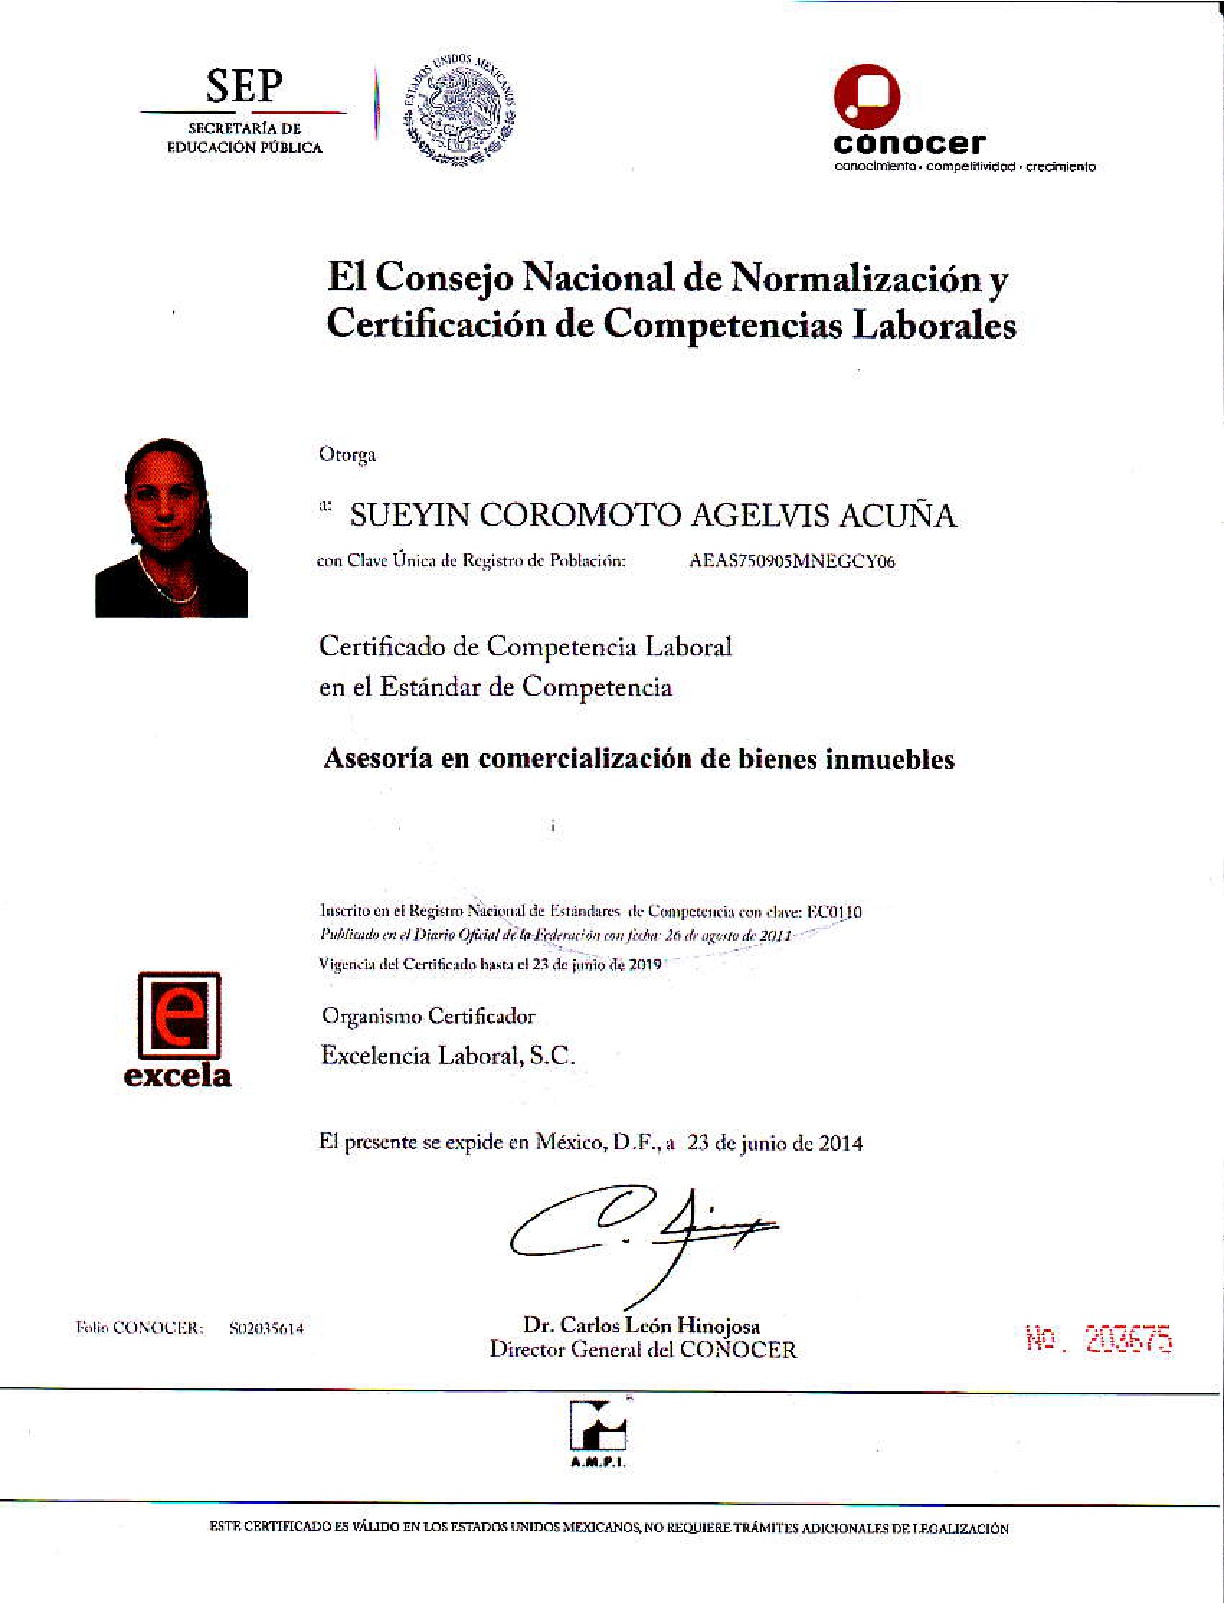 SEP
SECRETARÍA DE
EDUCACIÓN PÚBLICA
ESTADOS UNIDOS MEXICANOS
conocer
conocimiento · competitividad · crecimiento
El Consejo Nacional de Normalización y
Certificación de Competencias Laborales
Otorga
a: SUEYIN COROMOTO AGELVIS ACUÑA
con Clave Única de Registro de Población: AEAS750905MNEGCY06
Certificado de Competencia Laboral
en el Estándar de Competencia
Asesoría en comercialización de bienes inmuebles
Inscrito en el Registro Nacional de Estándares de Competencia con clave: EC0110
Publicado en el Diario Oficial de la Federación con fecha: 26 de agosto de 2011
Vigencia del Certificado hasta el 23 de junio de 2019
e
excela
Organismo Certificador
Excelencia Laboral, S.C.
El presente se expide en México, D.F., a 23 de junio de 2014
Folio CONOCER: S02035614
Dr. Carlos León Hinojosa
Director General del CONOCER
No. 203675
A.M.P.I.
ESTE CERTIFICADO ES VÁLIDO EN LOS ESTADOS UNIDOS MEXICANOS, NO REQUIERE TRÁMITES ADICIONALES DE LEGALIZACIÓN